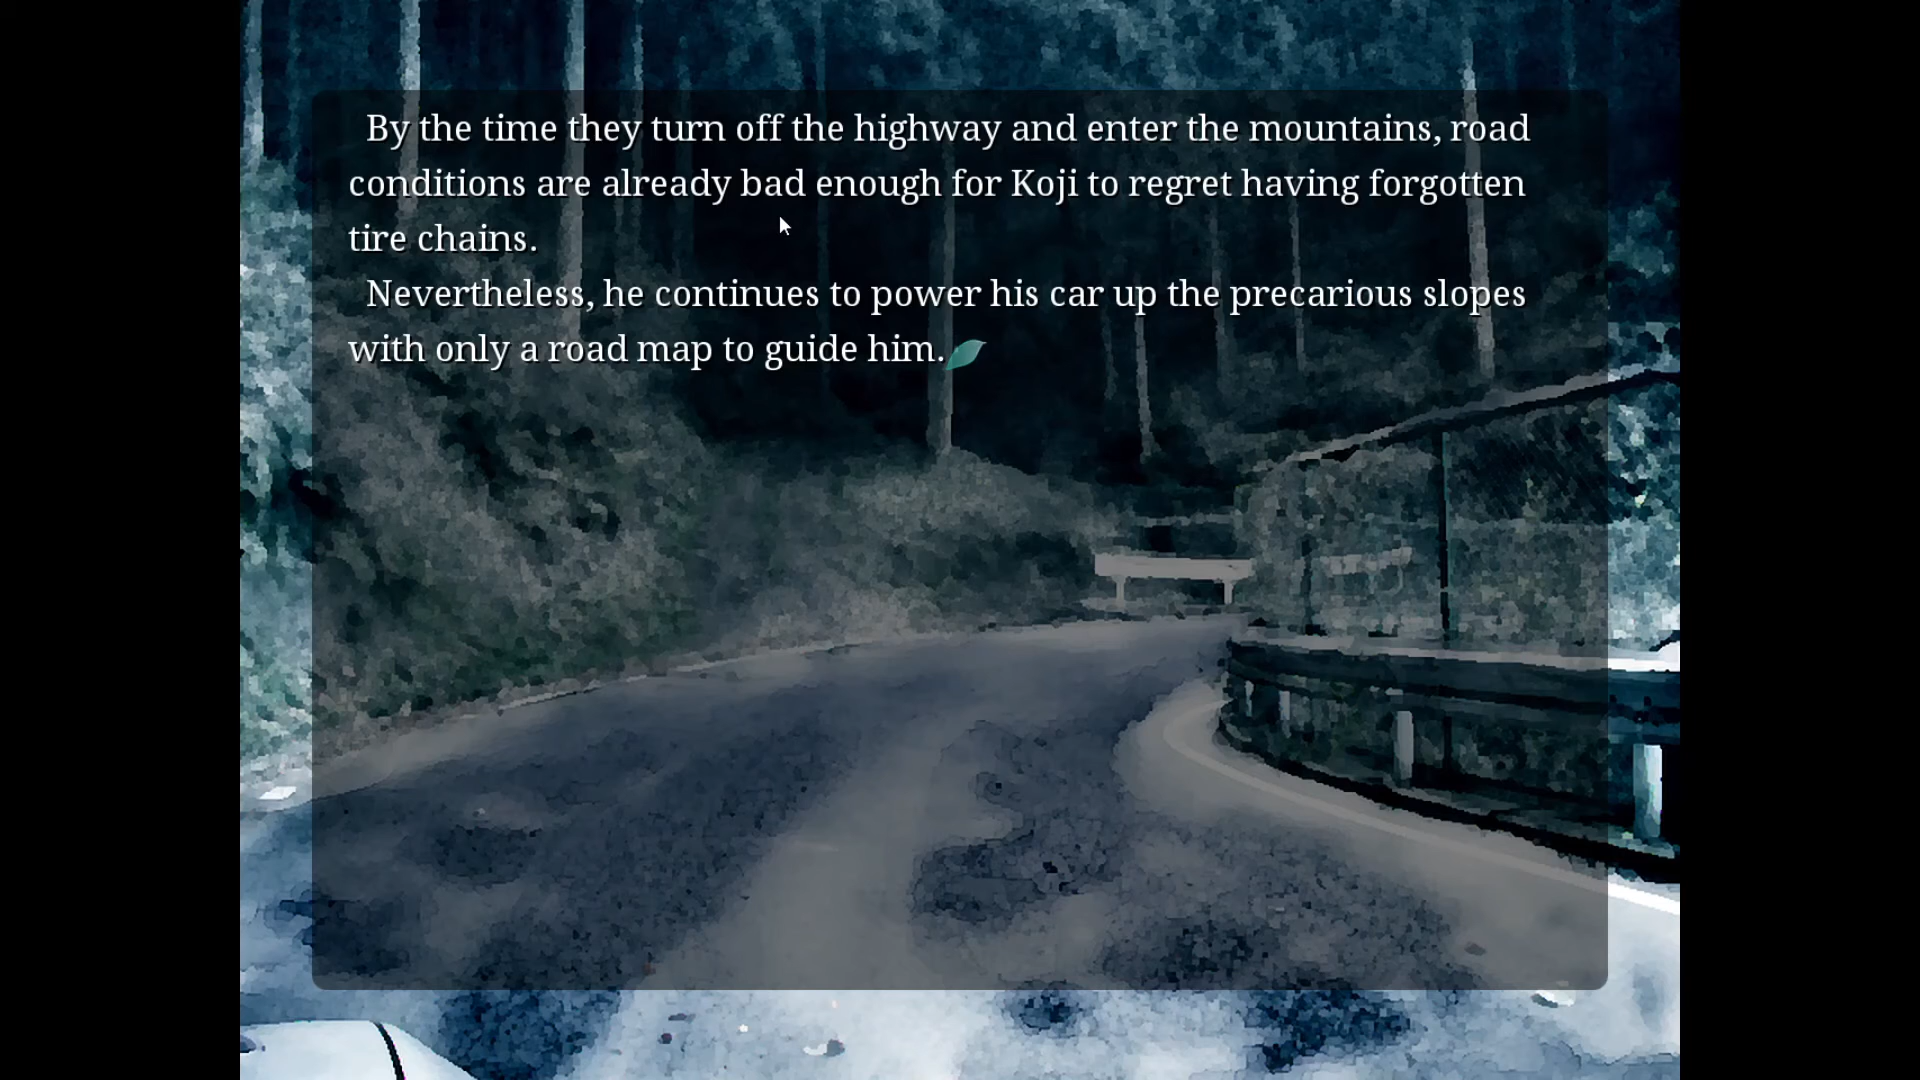 By the time they turn off the highway and enter the mountains, road
conditions are already bad enough for Koji to regret having forgotten
tire chains.
Nevertheless, he continues to power his car up the precarious slopes
with only a road map to guide him.